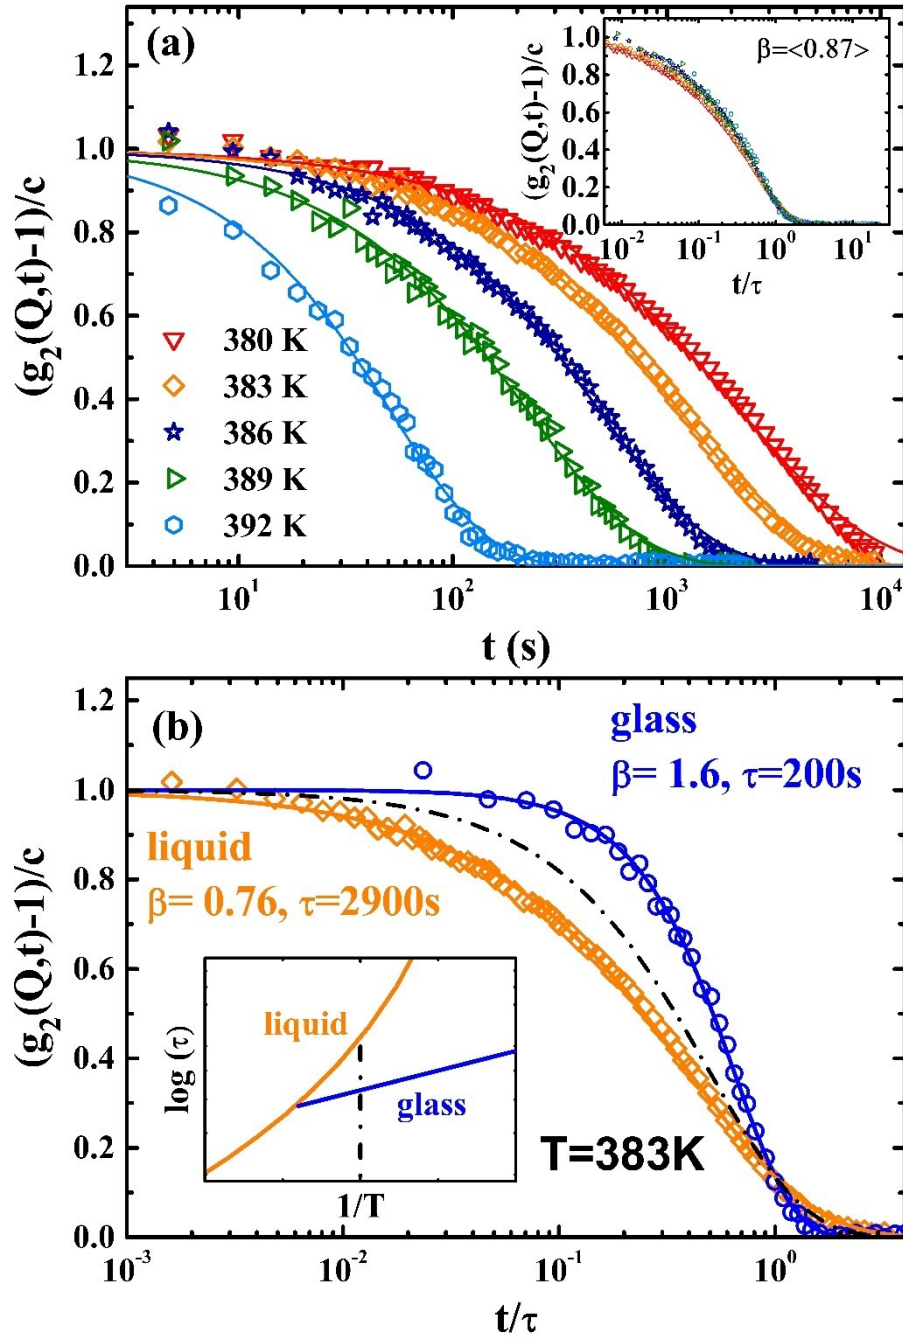 (a)
β=<0.87>
(g₂(Q,t)-1)/c
1.0
0.8
0.6
0.4
0.2
0.0
10⁻² 10⁻¹ 10⁰ 10¹
t/τ
(g₂(Q,t)-1)/c
1.2
1.0
0.8
0.6
0.4
0.2
0.0
380 K
383 K
386 K
389 K
392 K
10¹ 10² 10³ 10⁴
t (s)
(b)
glass
β= 1.6, τ=200s
liquid
β= 0.76, τ=2900s
(g₂(Q,t)-1)/c
1.2
1.0
0.8
0.6
0.4
0.2
0.0
log (τ)
liquid
glass
1/T
T=383K
10⁻³ 10⁻² 10⁻¹ 10⁰
t/τ